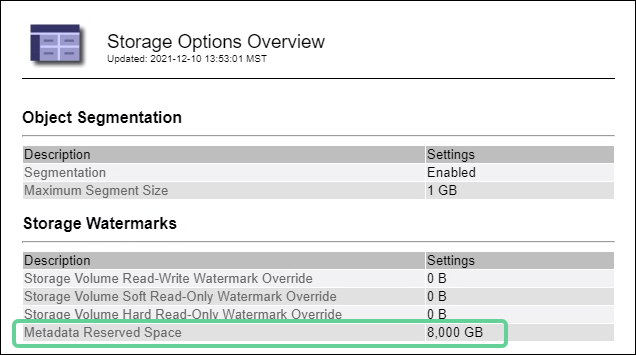 Storage Options Overview
Updated: 2021-12-10 13:53:01 MST
Object Segmentation
Description Settings
Segmentation Enabled
Maximum Segment Size 1 GB
Storage Watermarks
Description Settings
Storage Volume Read-Write Watermark Override 0 B
Storage Volume Soft Read-Only Watermark Override 0 B
Storage Volume Hard Read-Only Watermark Override 0 B
Metadata Reserved Space 8,000 GB